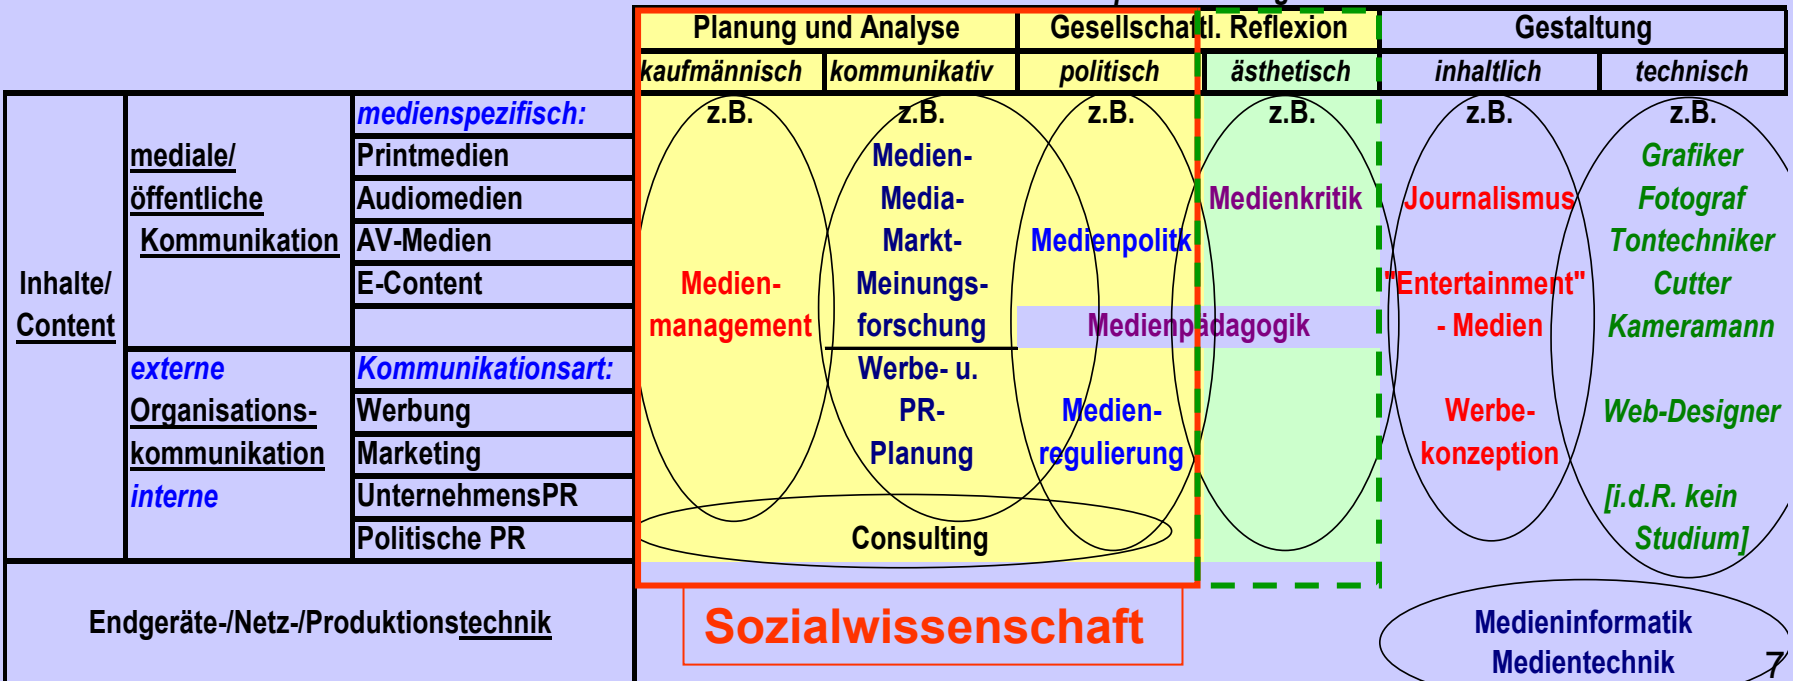 Planung und Analyse Gesellschaftl. Reflexion Gestaltung
kaufmännisch kommunikativ politisch ästhetisch inhaltlich technisch
medienspezifisch: z.B. z.B. z.B. z.B. z.B. z.B.
mediale/ Printmedien Medien- Grafiker
öffentliche Audiomedien Media- Medienkritik Journalismus Fotograf
Kommunikation AV-Medien Markt- Medienpolitk Tontechniker
Inhalte/ E-Content Medien- Meinungs- "Entertainment" Cutter
Content management forschung Medienpädagogik - Medien Kameramann
externe Kommunikationsart: Werbe- u.
Organisations- Werbung PR- Medien- Werbe- Web-Designer
kommunikation Marketing Planung regulierung konzeption
interne UnternehmensPR [i.d.R. kein
Politische PR Consulting Studium]
Endgeräte-/Netz-/Produktionstechnik Sozialwissenschaft Medieninformatik
Medientechnik 7